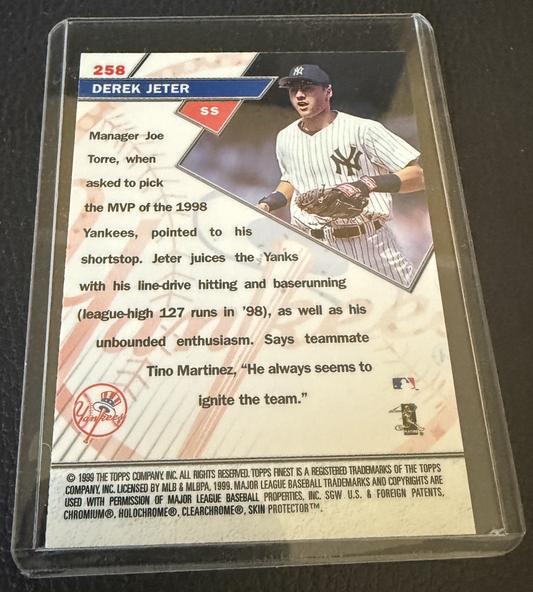 258
DEREK JETER
SS
Manager Joe
Torre, when
asked to pick
the MVP of the 1998
Yankees, pointed to his
shortstop. Jeter juices the Yanks
with his line-drive hitting and baserunning
(league-high 127 runs in '98), as well as his
unbounded enthusiasm. Says teammate
Tino Martinez, “He always seems to
ignite the team.”
Yankees
© 1999 THE TOPPS COMPANY, INC. ALL RIGHTS RESERVED. TOPPS FINEST IS A REGISTERED TRADEMARKS OF THE TOPPS
COMPANY, INC. LICENSED BY MLB & MLBPA, 1999. MAJOR LEAGUE BASEBALL TRADEMARKS AND COPYRIGHTS ARE
USED WITH PERMISSION OF MAJOR LEAGUE BASEBALL PROPERTIES, INC. SGW U.S. & FOREIGN PATENTS,
CHROMIUM®, HOLOCHROME®, CLEARCHROME®, SKIN PROTECTOR™.